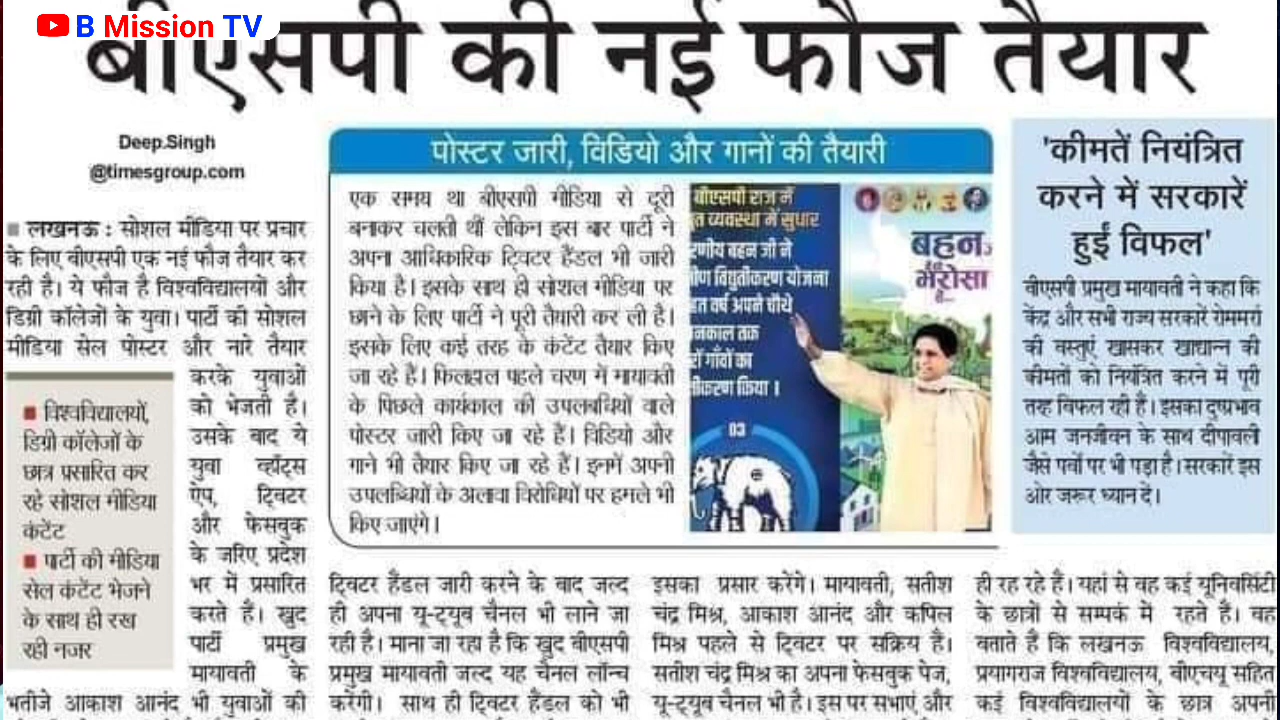 B Mission TV
बीएसपी की नई फौज तैयार
Deep.Singh
@timesgroup.com
■ लखनऊ : सोशल मीडिया पर प्रचार
के लिए बीएसपी एक नई फौज तैयार कर
रही है। ये फौज है विश्वविद्यालयों और
डिग्री कॉलेजों के युवा। पार्टी की सोशल
मीडिया सेल पोस्टर और नारे तैयार
करके युवाओं
को भेजती है।
उसके बाद ये
युवा व्हॉट्स
ऐप, ट्विटर
और फेसबुक
के जरिए प्रदेश
भर में प्रसारित
करते हैं। खुद
पार्टी प्रमुख
मायावती के
भतीजे आकाश आनंद भी युवाओं की
■ विश्वविद्यालयों,
डिग्री कॉलेजों के
छात्र प्रसारित कर
रहे सोशल मीडिया
कंटेंट
■ पार्टी की मीडिया
सेल कंटेंट भेजने
के साथ ही रख
रही नजर
पोस्टर जारी, विडियो और गानों की तैयारी
एक समय था बीएसपी मीडिया से दूरी
बनाकर चलती थी लेकिन इस बार पार्टी ने
अपना आधिकारिक ट्विटर हैंडल भी जारी
किया है। इसके साथ ही सोशल मीडिया पर
छाने के लिए पार्टी ने पूरी तैयारी कर ली है।
इसके लिए कई तरह के कंटेंट तैयार किए
जा रहे हैं। फिलहाल पहले चरण में मायावती
के पिछले कार्यकाल की उपलबधियों वाले
पोस्टर जारी किए जा रहे हैं। विडियो और
गाने भी तैयार किए जा रहे हैं। इनमें अपनी
उपलब्धियों के अलावा विरोधियों पर हमले भी
किए जाएंगे।
बीएसपी राज में
त व्यवस्था में सुधार
रणीय बहन जी ने
ीण विद्युतीकरण योजना
हत वर्ष अपने चौथे
नकाल तक
गाँवों का
ीकरण किया।
03
बहन
भरोसा
है...
'कीमतें नियंत्रित
करने में सरकारें
हुईं विफल'
बीएसपी प्रमुख मायावती ने कहा कि
केंद्र और सभी राज्य सरकारें रोजमर्रा
की वस्तुएं खासकर खाद्यान्न की
कीमतों को नियंत्रित करने में पूरी
तरह विफल रही हैं। इसका दुष्प्रभाव
आम जनजीवन के साथ दीपावली
जैसे पर्वो पर भी पड़ा है। सरकारें इस
ओर जरूर ध्यान दें।
ट्विटर हैंडल जारी करने के बाद जल्द
ही अपना यू-ट्यूब चैनल भी लाने जा
रही है। माना जा रहा है कि खुद बीएसपी
प्रमुख मायावती जल्द यह चैनल लॉन्च
करेंगी। साथ ही ट्विटर हैंडल को भी
इसका प्रसार करेंगे। मायावती, सतीश
चंद्र मिश्र, आकाश आनंद और कपिल
मिश्र पहले से ट्विटर पर सक्रिय है।
सतीश चंद्र मिश्र का अपना फेसबुक पेज,
यू-ट्यूब चैनल भी है। इस पर सभाएं और
ही रह रहे हैं। यहां से वह कई यूनिवर्सिटी
के छात्रों से सम्पर्क में रहते हैं। वह
बताते हैं कि लखनऊ विश्वविद्यालय,
प्रयागराज विश्वविद्यालय, बीएचयू सहित
कई विश्वविद्यालयों के छात्र अपनी